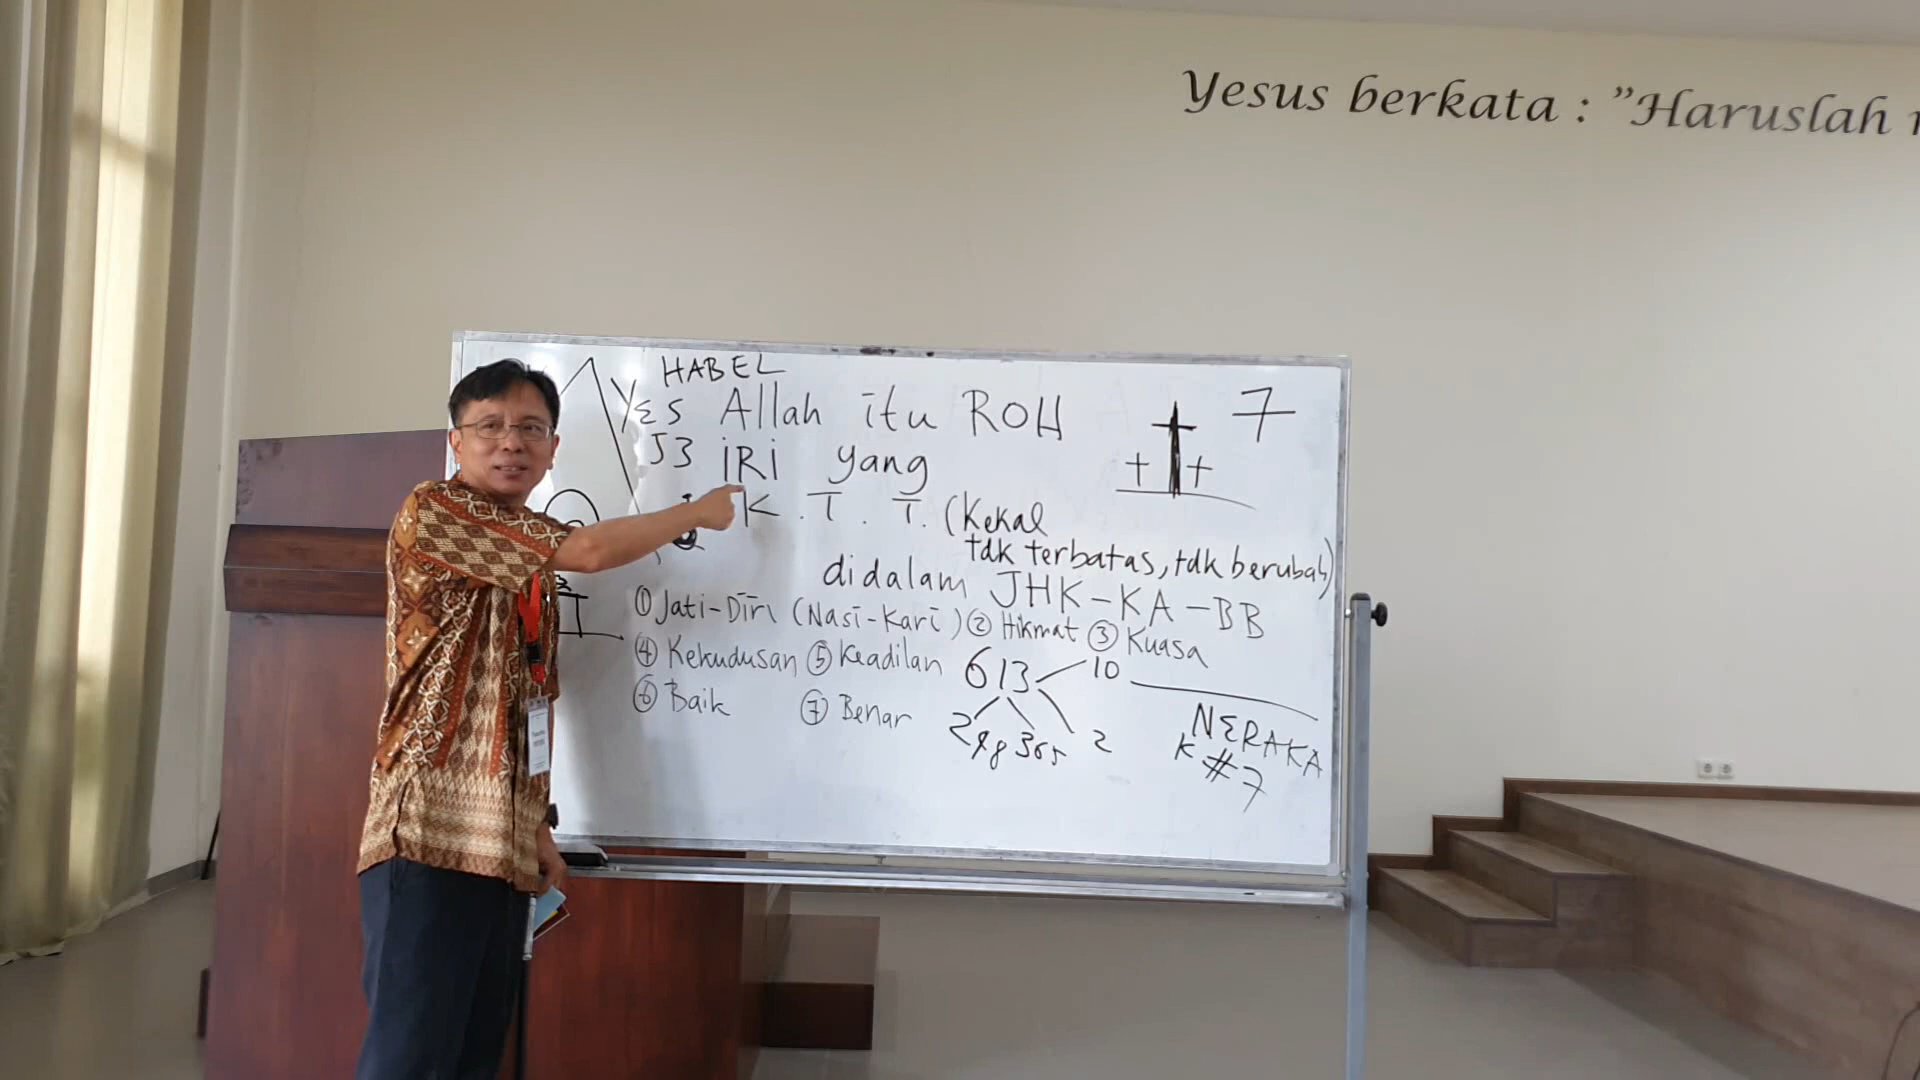 Yesus berkata : "Haruslah
HABEL
YES Allah itu ROH
J3 iRi yang
K . T . T . (Kekal
tdk terbatas, tdk berubah)
didalam JHK-KA-BB
① Jati-Diri (Nasi-Kari) ② Hikmat ③ Kuasa
④ Kekudusan ⑤ Keadilan
⑥ Baik ⑦ Benar
613
10
248 365 2
7
NERAKA
K # 7